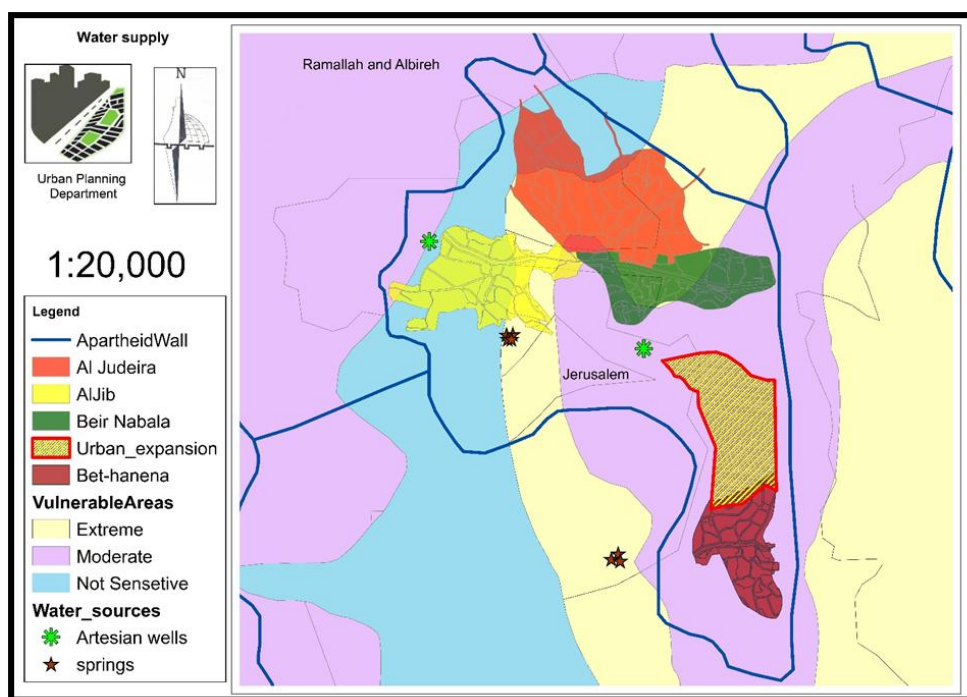 Water supply
N
Urban Planning
Department
1:20,000
Legend
ApartheidWall
Al Judeira
AlJib
Beir Nabala
Urban_expansion
Bet-hanena
VulnerableAreas
Extreme
Moderate
Not Sensetive
Water_sources
Artesian wells
springs
Ramallah and Albireh
Jerusalem